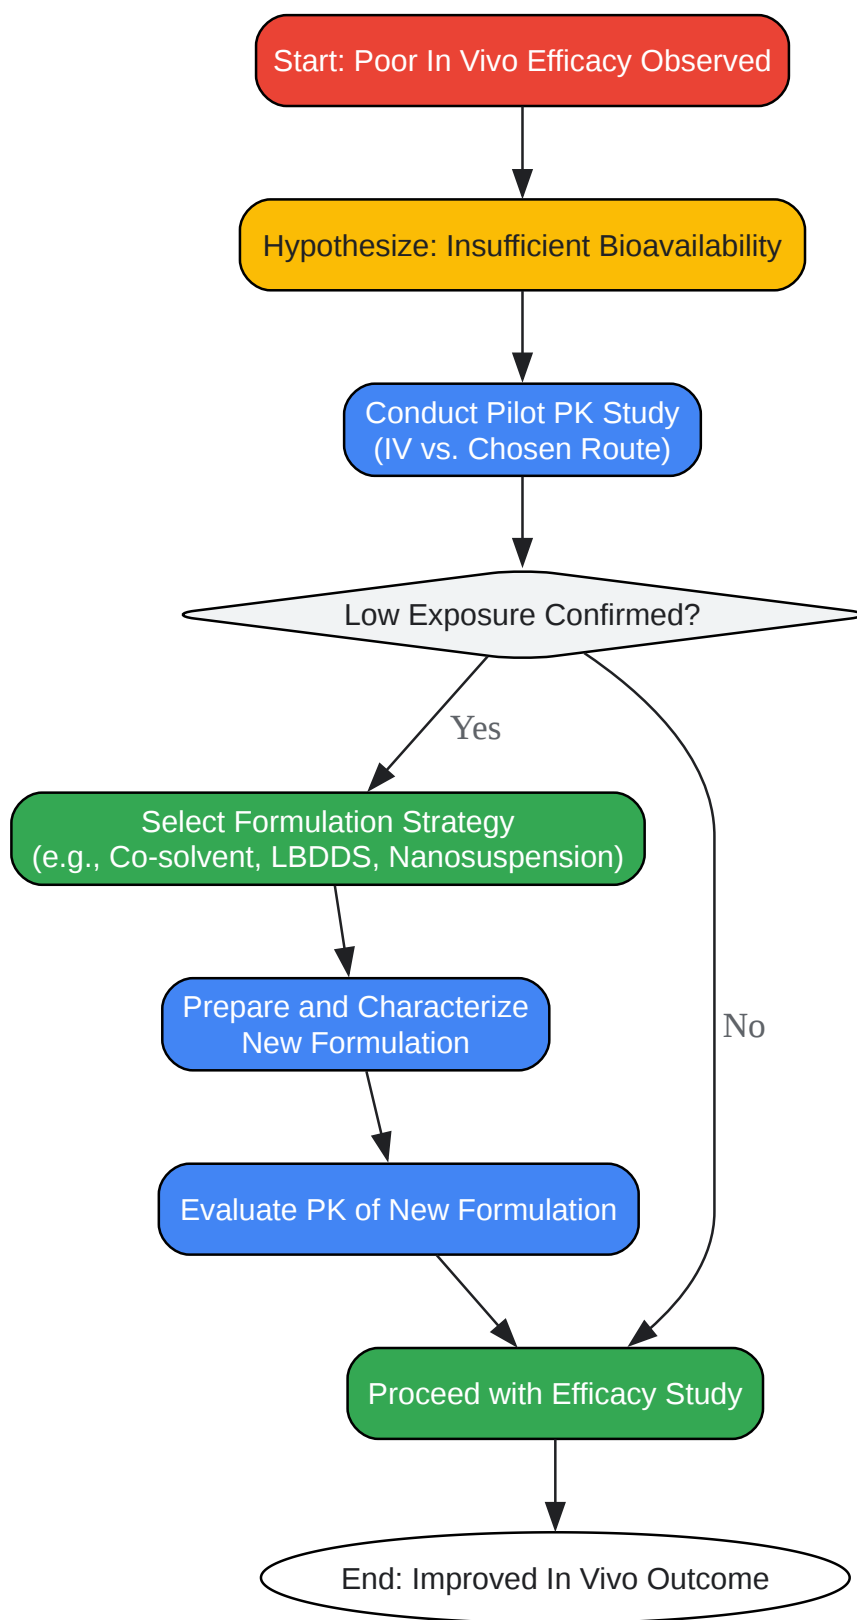 Start: Poor In Vivo Efficacy Observed
Hypothesize: Insufficient Bioavailability
Conduct Pilot PK Study
(IV vs. Chosen Route)
Low Exposure Confirmed?
Yes
Select Formulation Strategy
(e.g., Co-solvent, LBDDS, Nanosuspension)
Prepare and Characterize
New Formulation
No
Evaluate PK of New Formulation
Proceed with Efficacy Study
End: Improved In Vivo Outcome